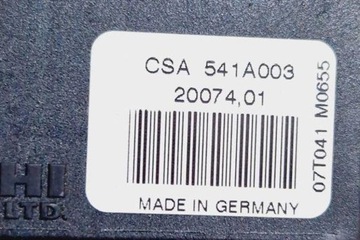 CSA 541A003
20074,01
MADE IN GERMANY
07T041 M0655
HI
LTD.